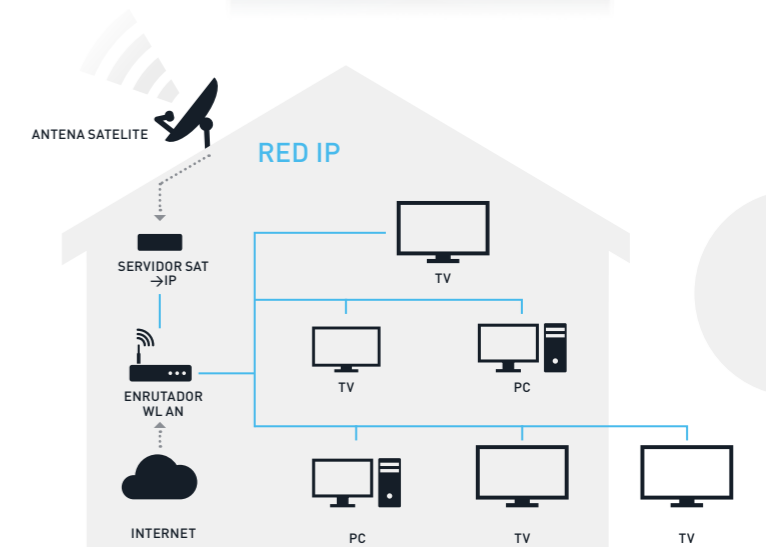 ANTENA SATELITE
RED IP
SERVIDOR SAT
→IP
TV
ENRUTADOR
WL AN
TV
PC
INTERNET
PC
TV
TV